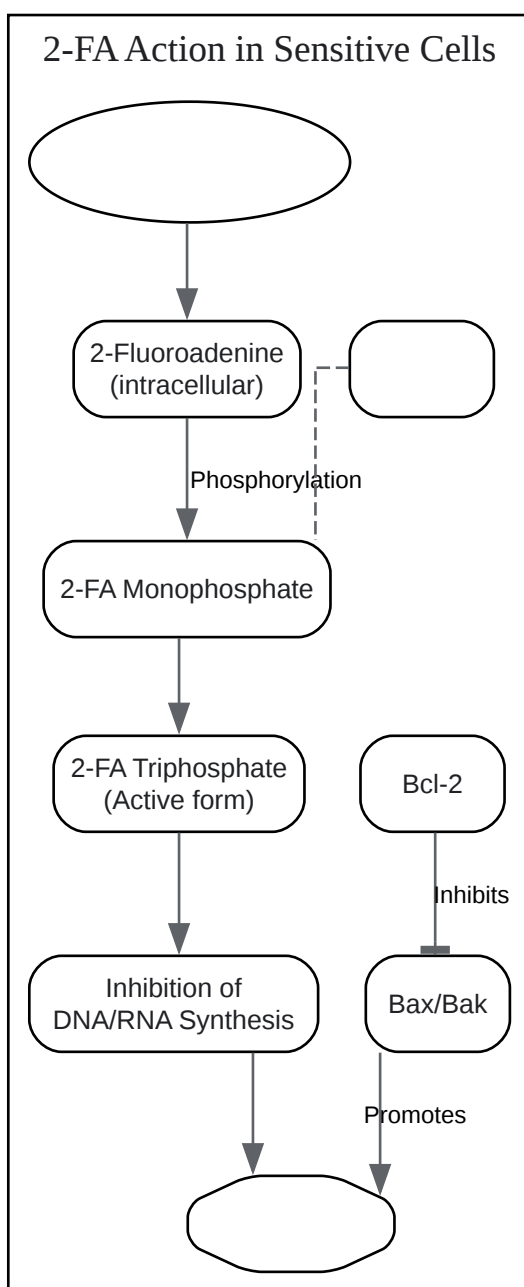 2-FA Action in Sensitive Cells
2-Fluoroadenine
(intracellular)
Phosphorylation
2-FA Monophosphate
2-FA Triphosphate
(Active form)
Bcl-2
Inhibits
Inhibition of
DNA/RNA Synthesis
Bax/Bak
Promotes